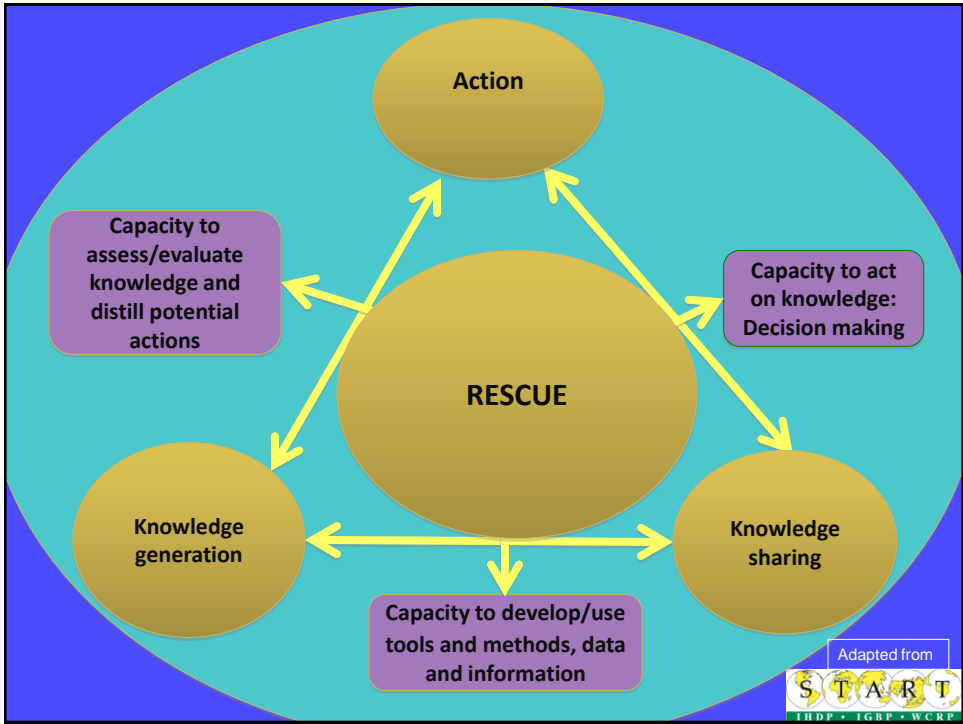 Action
Capacity to
assess/evaluate
knowledge and
distill potential
actions
Capacity to act
on knowledge:
Decision making
RESCUE
Knowledge
generation
Knowledge
sharing
Capacity to develop/use
tools and methods, data
and information
Adapted from
START
IHDP • IGBP • WCRP